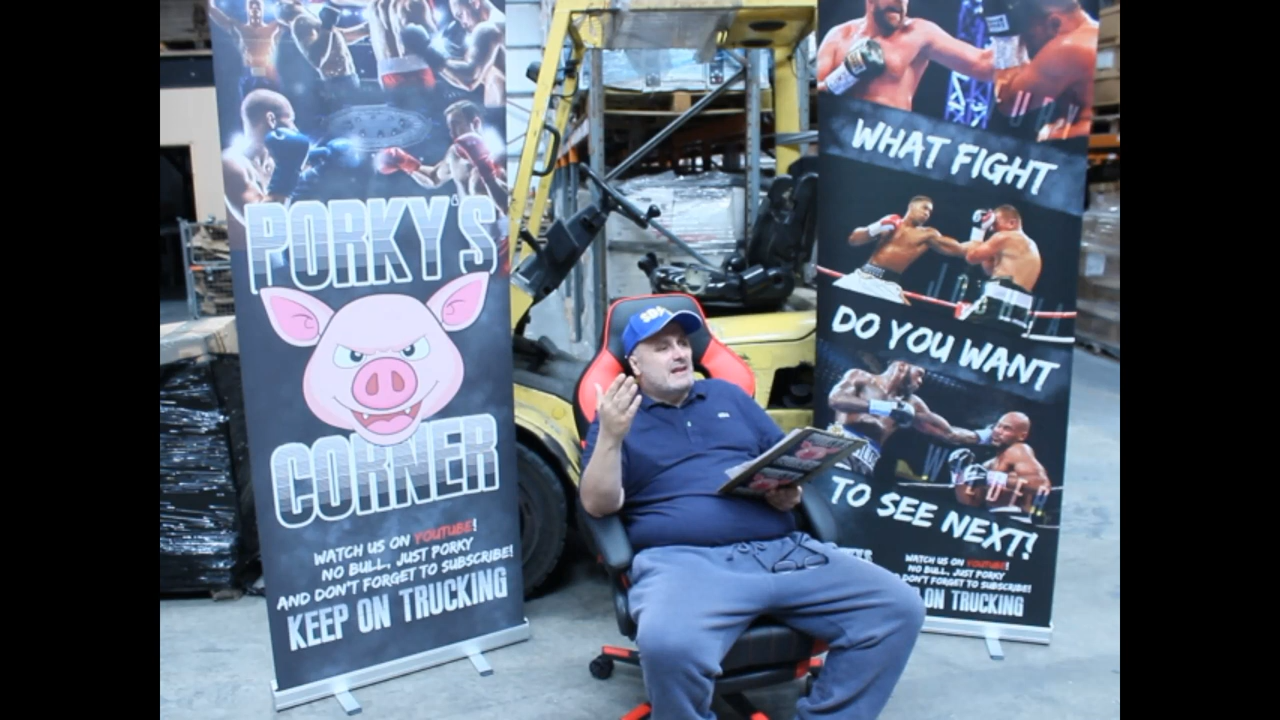 PORKY'S
CORNER
WATCH US ON YOUTUBE!
NO BULL, JUST PORKY
AND DON'T FORGET TO SUBSCRIBE!
KEEP ON TRUCKING
WHAT FIGHT
DO YOU WANT
TO SEE NEXT!
WATCH US ON YOUTUBE!
NO BULL, JUST PORKY
DON'T FORGET TO SUBSCRIBE!
ON TRUCKING